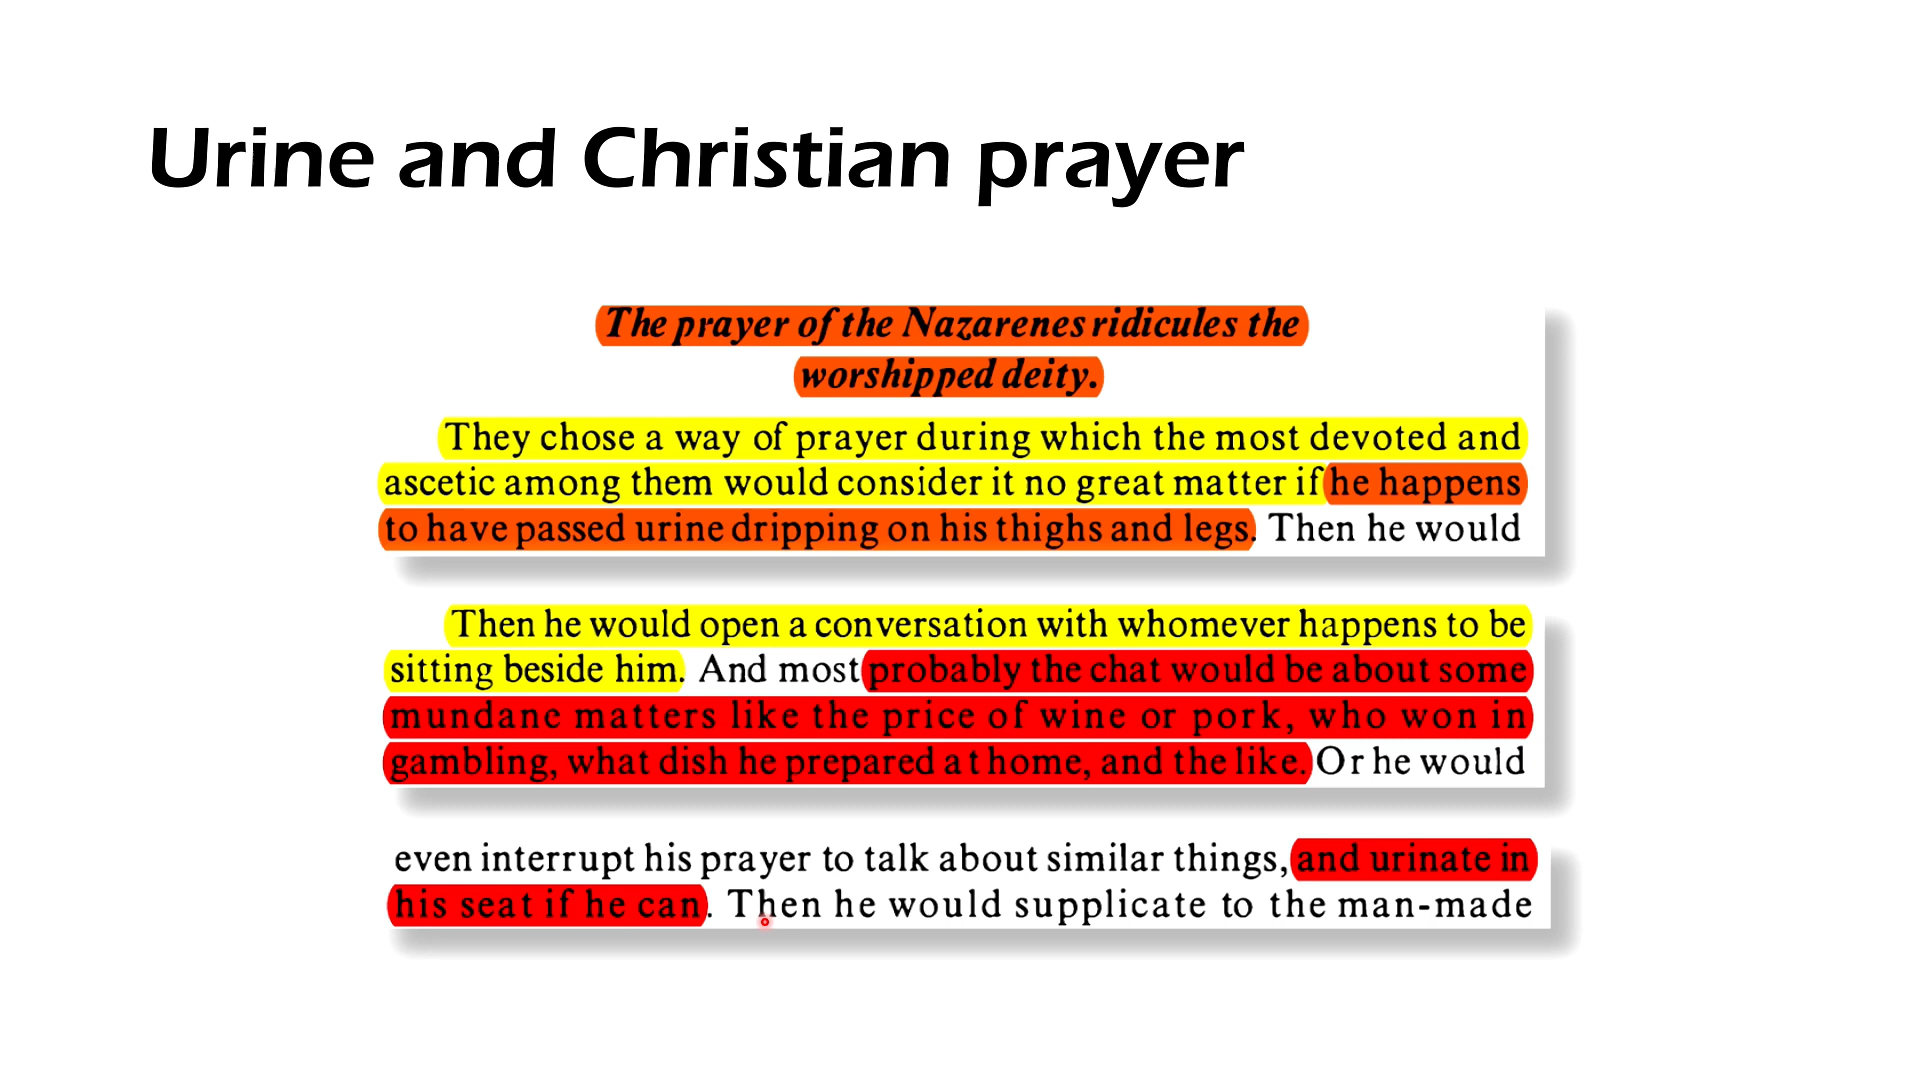 Urine and Christian prayer
The prayer of the Nazarenes ridicules the
worshipped deity.
They chose a way of prayer during which the most devoted and
ascetic among them would consider it no great matter if he happens
to have passed urine dripping on his thighs and legs. Then he would
Then he would open a conversation with whomever happens to be
sitting beside him. And most probably the chat would be about some
mundane matters like the price of wine or pork, who won in
gambling, what dish he prepared at home, and the like. Or he would
even interrupt his prayer to talk about similar things, and urinate in
his seat if he can. Then he would supplicate to the man-made